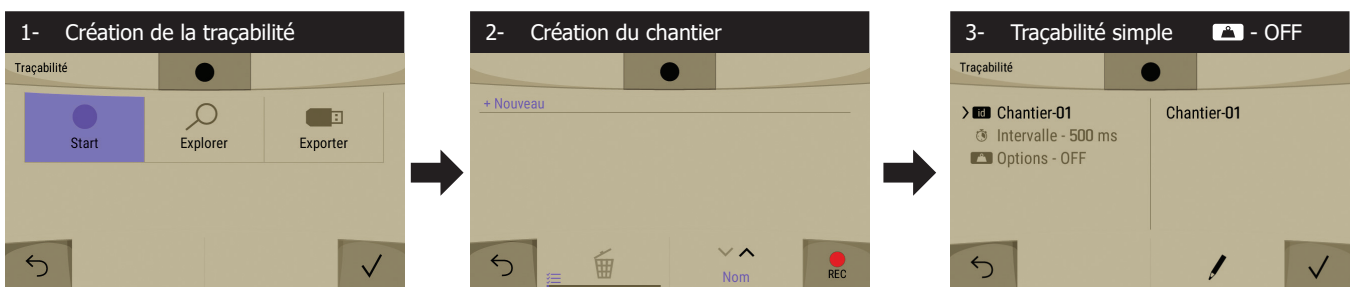 1- Création de la traçabilité
Traçabilité
Start
Explorer
Exporter
2- Création du chantier
+ Nouveau
Nom
REC
3- Traçabilité simple - OFF
Traçabilité
id Chantier-01
Intervalle - 500 ms
Options - OFF
Chantier-01